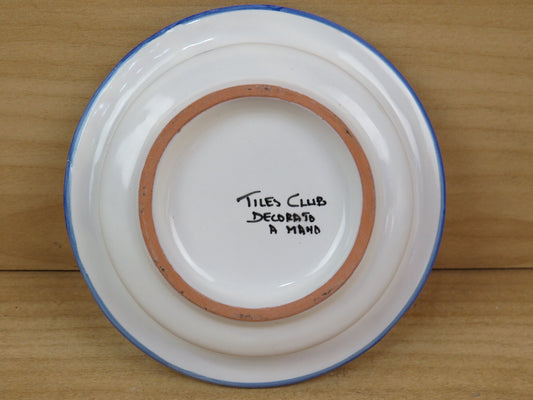 TILES CLUB
DECORATO
A MANO